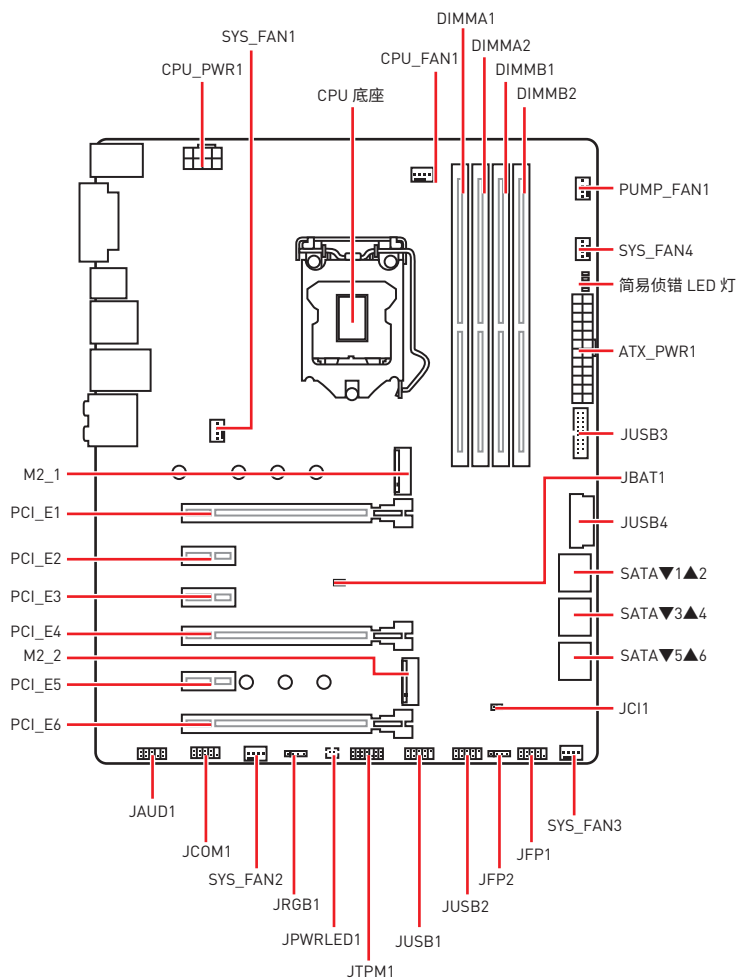 DIMMA1
SYS_FAN1
DIMMA2
CPU_FAN1
CPU_PWR1
DIMMB1
CPU 底座
DIMMB2
PUMP_FAN1
SYS_FAN4
简易侦错 LED 灯
ATX_PWR1
JUSB3
M2_1
JBAT1
PCI_E1
JUSB4
PCI_E2
SATA▼1▲2
PCI_E3
SATA▼3▲4
PCI_E4
M2_2
SATA▼5▲6
PCI_E5
JCI1
PCI_E6
JAUD1
SYS_FAN3
JCOM1
JFP1
SYS_FAN2
JFP2
JRGB1
JUSB2
JPWRLED1
JUSB1
JTPM1